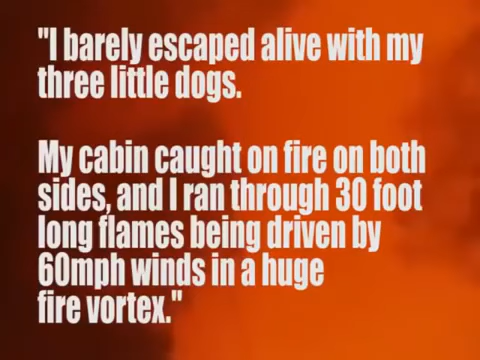 "I barely escaped alive with my
three little dogs.
My cabin caught on fire on both
sides, and I ran through 30 foot
long flames being driven by
60mph winds in a huge
fire vortex."